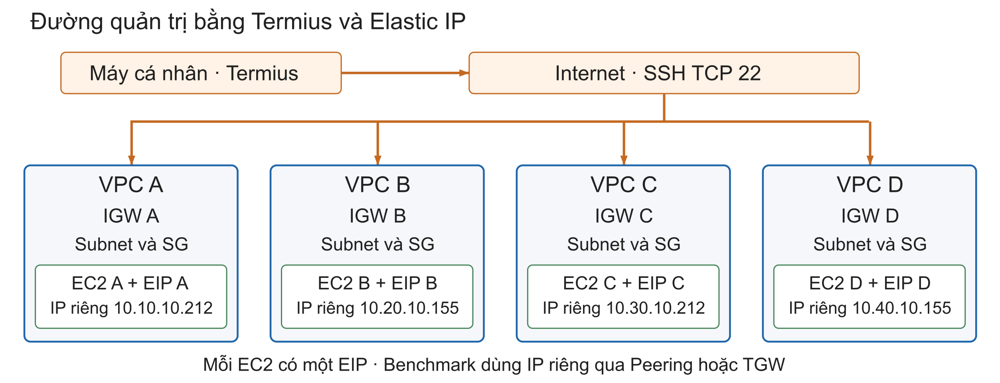 Đường quản trị bằng Termius và Elastic IP
Máy cá nhân · Termius
Internet · SSH TCP 22
VPC A
IGW A
Subnet và SG
EC2 A + EIP A
IP riêng 10.10.10.122
VPC B
IGW B
Subnet và SG
EC2 B + EIP B
IP riêng 10.20.10.157
VPC C
IGW C
Subnet và SG
EC2 C + EIP C
IP riêng 10.30.10.212
VPC D
IGW D
Subnet và SG
EC2 D + EIP D
IP riêng 10.40.10.155
Mỗi EC2 có một EIP · Benchmark dùng IP riêng qua Peering hoặc TGW